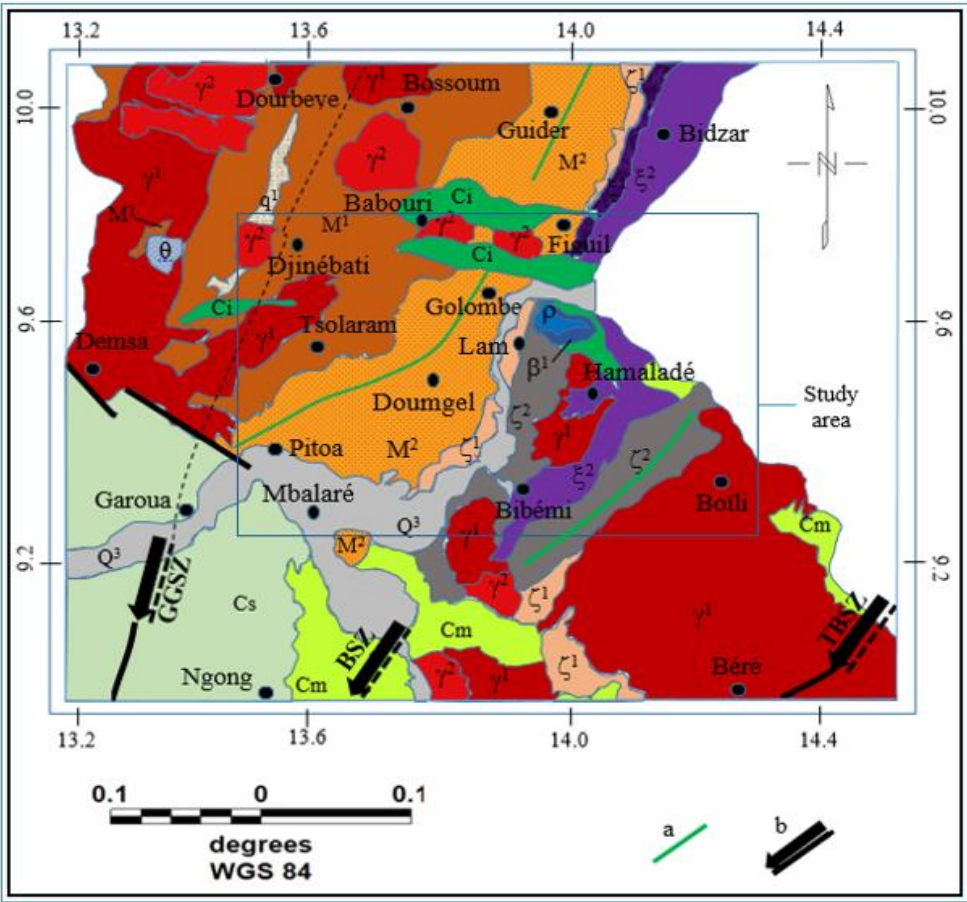 13.2 13.6 14.0 14.4
γ² γ¹ Bossoum ζ¹
Dourbeye
10.0 Guider Bidzar 10.0
γ² M² ξ²
γ¹
N
Babouri Ci
M¹ q¹ M¹ γ² γ² Figuil
θ Djinébati Ci
Ci Golombe ρ
9.6 Tsolaram 9.6
Demsa γ¹ Lam β¹ Hamaladé
Study
area
Doumgel ζ²
γ¹
Pitoa M² ζ¹ ξ² ζ²
Garoua Mbalaré Bibémi Boïli
Q³ Cm
Q³ M² γ¹
9.2 9.2
GGSZ γ² ζ¹
Cs γ¹
BSZ Cm TBSZ
Ngong Cm γ² γ¹ ζ¹ Béré
13.2 13.6 14.0 14.4
0.1 0 0.1
degrees
WGS 84
a b